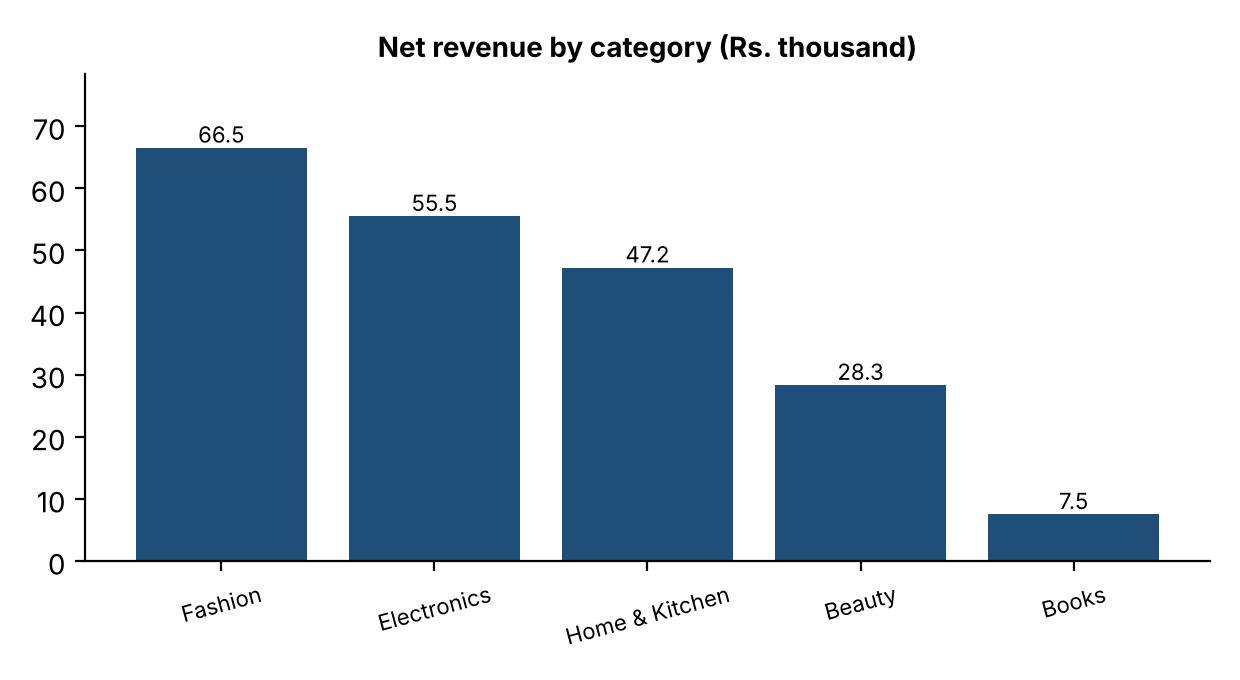 Net revenue by category (Rs. thousand)
70
60
50
40
30
20
10
0
66.5
55.5
47.2
28.3
7.5
Fashion
Electronics
Home & Kitchen
Beauty
Books